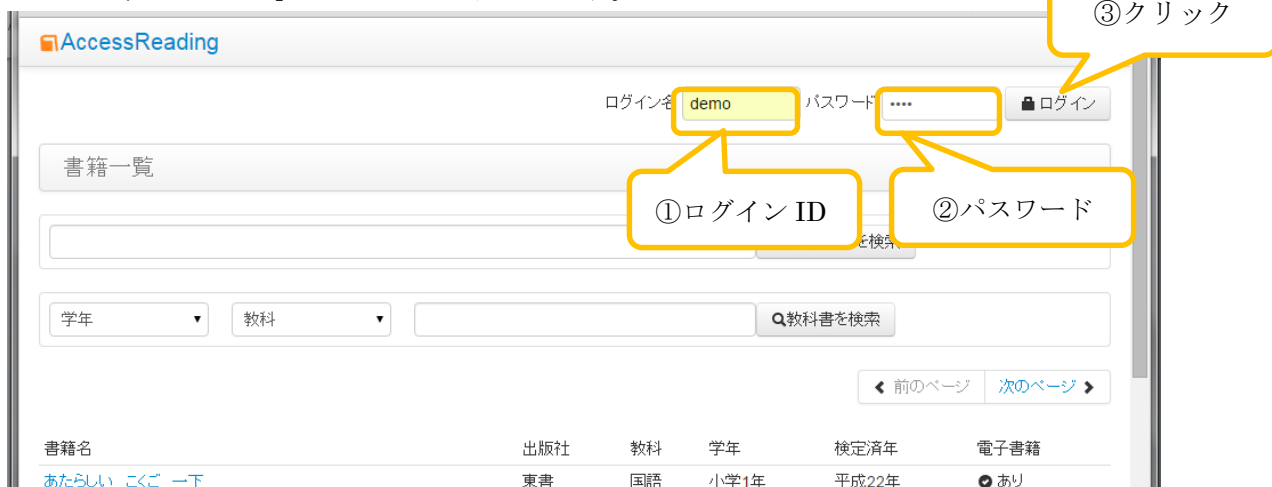 ③クリック
AccessReading
ログイン名 demo パスワード •••• ログイン
書籍一覧
①ログイン ID
②パスワード
を検索
学年 教科 教科書を検索
前のページ 次のページ
書籍名 出版社 教科 学年 検定済年 電子書籍
あたらしい こくご 一下 東書 国語 小学1年 平成22年 あり